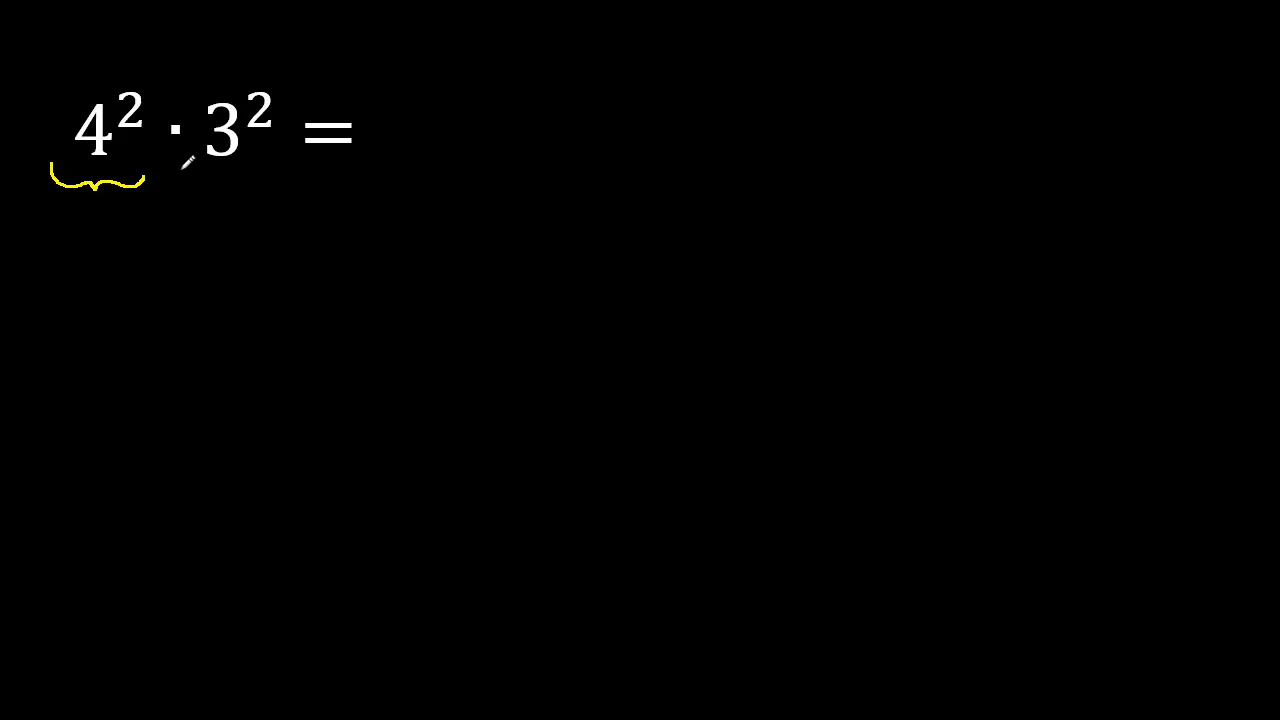 4² · 3² =